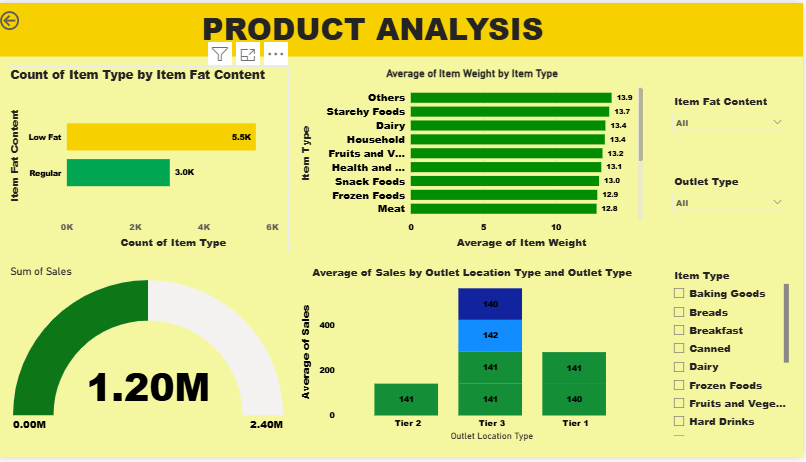 PRODUCT ANALYSIS
Count of Item Type by Item Fat Content
Item Fat Content
Low Fat
5.5K
Regular
3.0K
0K 2K 4K 6K
Count of Item Type
Average of Item Weight by Item Type
Item Type
Others 13.9
Starchy Foods 13.7
Dairy 13.4
Household 13.4
Fruits and V... 13.2
Health and ... 13.1
Snack Foods 13.0
Frozen Foods 12.9
Meat 12.8
0 5 10
Average of Item Weight
Item Fat Content
All
Outlet Type
All
Sum of Sales
1.20M
0.00M 2.40M
Average of Sales by Outlet Location Type and Outlet Type
Average of Sales
400
200
0
141
140
142
141
141
141
140
Tier 2 Tier 3 Tier 1
Outlet Location Type
Item Type
Baking Goods
Breads
Breakfast
Canned
Dairy
Frozen Foods
Fruits and Vege...
Hard Drinks